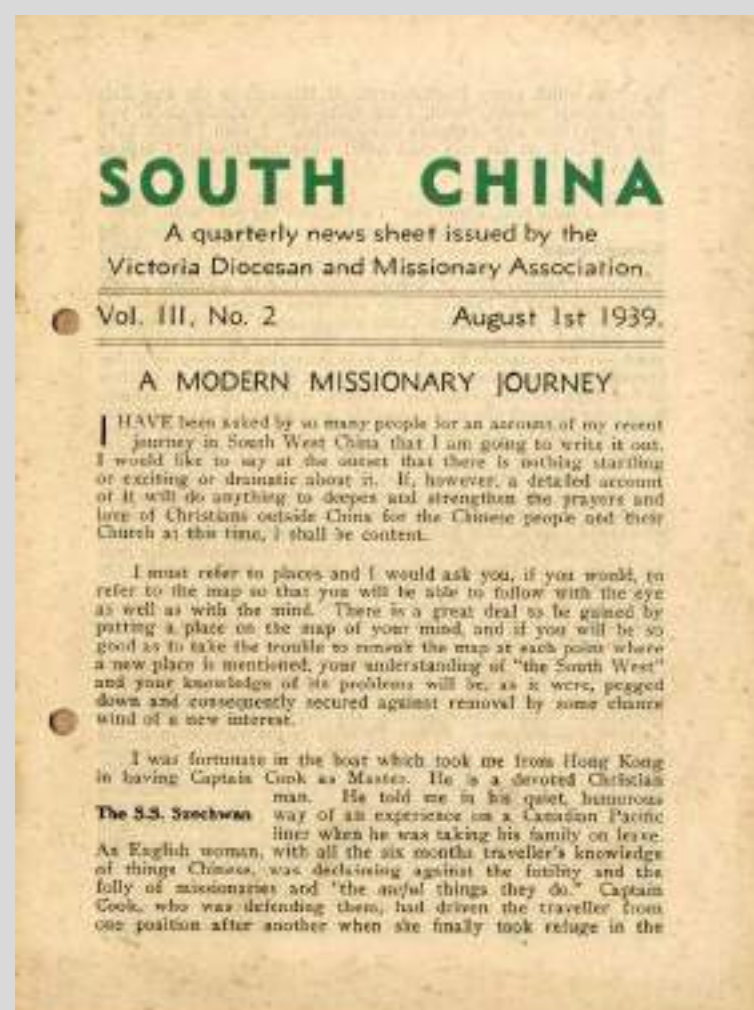 SOUTH CHINA
A quarterly news sheet issued by the
Victoria Diocesan and Missionary Association.
Vol. III, No. 2 August 1st 1939.
A MODERN MISSIONARY JOURNEY.
I HAVE been asked by so many people for an account of my recent
journey in South West China that I am going to write it out.
I would like to say at the outset that there is nothing startling
or exciting or dramatic about it. If, however, a detailed account
of it will do anything to deepen and strengthen the prayers and
love of Christians outside China for the Chinese people and their
Church at this time, I shall be content.
I must refer to places and I would ask you, if you would, to
refer to the map so that you will be able to follow with the eye
as well as with the mind. There is a great deal to be gained by
putting a place on the map of your mind, and if you will be so
good as to take the trouble to consult the map at each point where
a new place is mentioned, your understanding of "the South West"
and your knowledge of its problems will be, as it were, pegged
down and consequently secured against removal by some chance
wind of a new interest.
I was fortunate in the boat which took me from Hong Kong
in having Captain Cook as Master. He is a devoted Christian
man. He told me in his quiet, humorous
The S.S. Szechwan way of an experience on a Canadian Pacific
liner when he was taking his family on leave.
An English woman, with all the six months traveller's knowledge
of things Chinese, was declaiming against the futility and the
folly of missionaries and "the awful things they do." Captain
Cook, who was defending them, had driven the traveller from
one position after another when she finally took refuge in the